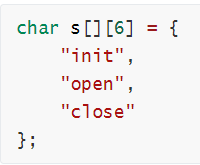 char s[][6] = {
    "init",
    "open",
    "close"
};